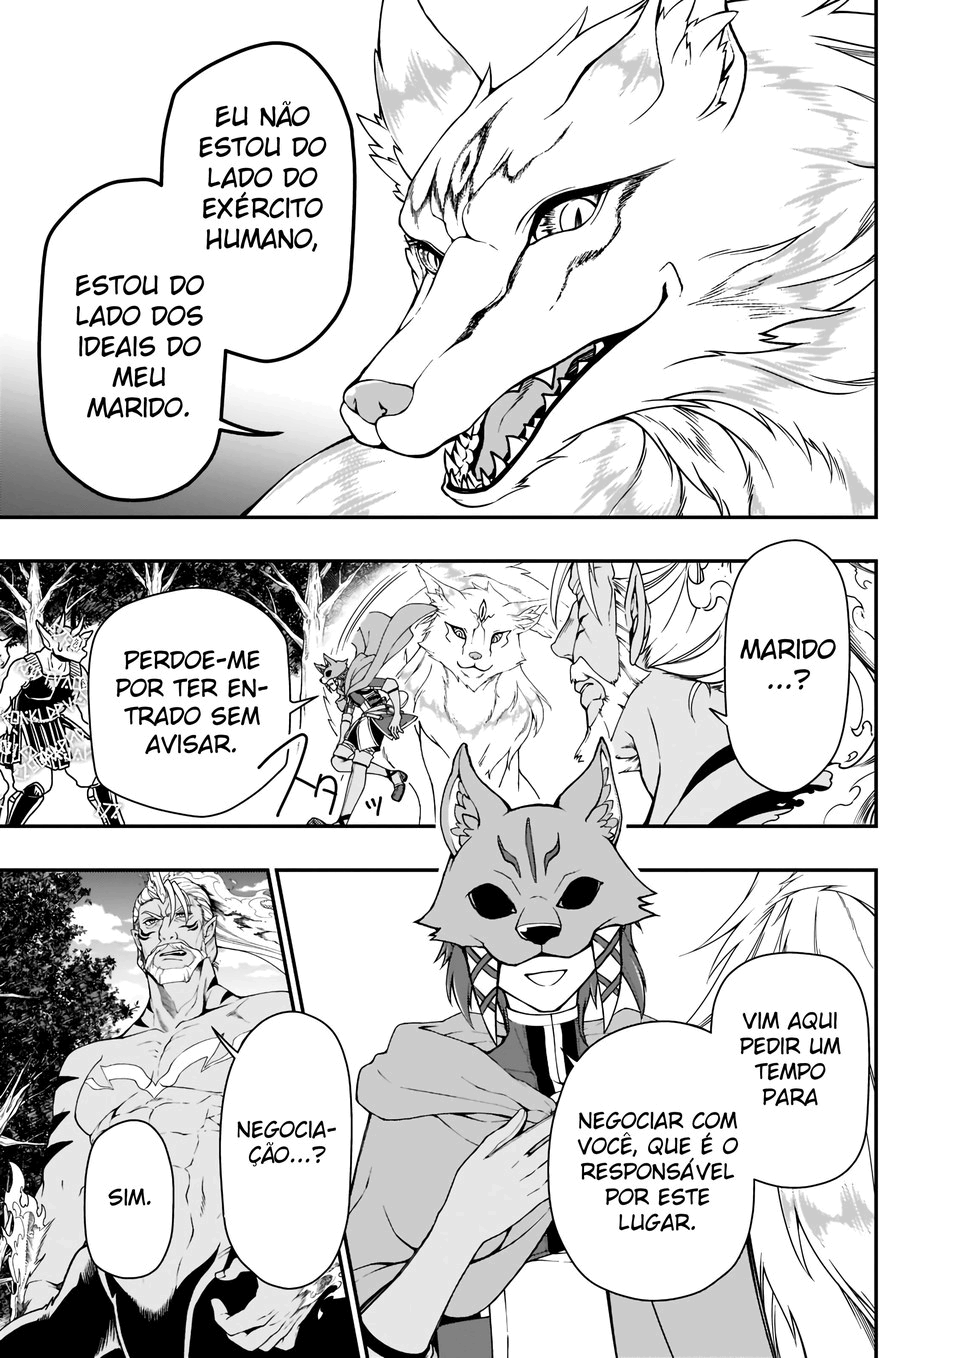 EU NÃO
ESTOU DO
LADO DO
EXÉRCITO
HUMANO,
ESTOU DO
LADO DOS
IDEAIS DO
MEU
MARIDO.
MARIDO
...?
PERDOE-ME
POR TER EN-
TRADO SEM
AVISAR.
VIM AQUI
PEDIR UM
TEMPO
PARA
NEGOCIAR COM
VOCÊ, QUE É O
RESPONSÁVEL
POR ESTE
LUGAR.
NEGOCIA-
ÇÃO...?
SIM.